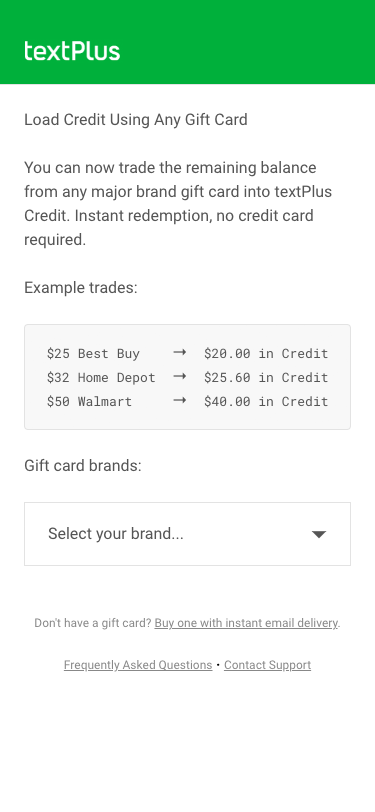 textPlus
Load Credit Using Any Gift Card
You can now trade the remaining balance
from any major brand gift card into textPlus
Credit. Instant redemption, no credit card
required.
Example trades:
$25 Best Buy → $20.00 in Credit
$32 Home Depot → $25.60 in Credit
$50 Walmart → $40.00 in Credit
Gift card brands:
Select your brand...
Don't have a gift card? Buy one with instant email delivery.
Frequently Asked Questions • Contact Support